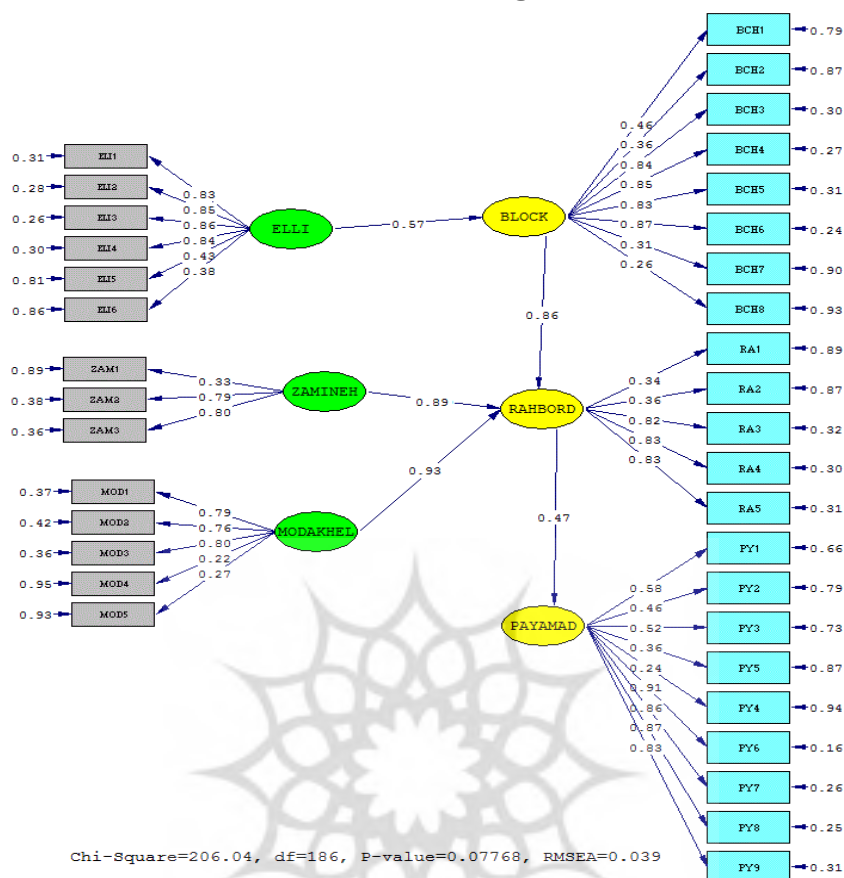 BCH1 0.79
BCH2 0.87
BCH3 0.30
BCH4 0.27
BCH5 0.31
BCH6 0.24
BCH7 0.90
BCH8 0.93
0.46
0.36
0.84
0.85
0.83
0.87
0.31
0.26
0.31 ELI1
0.28 ELI2
0.26 ELI3
0.30 ELI4
0.81 ELI5
0.86 ELI6
0.83
0.85
0.86
0.84
0.43
0.38
ELLI
0.57
BLOCK
0.86
0.89 ZAM1
0.38 ZAM2
0.36 ZAM3
0.33
0.79
0.80
ZAMINEH
0.89
RAHBORD
0.34
0.36
0.82
0.83
0.83
RA1 0.89
RA2 0.87
RA3 0.32
RA4 0.30
RA5 0.31
0.37 MOD1
0.42 MOD2
0.36 MOD3
0.95 MOD4
0.93 MOD5
0.79
0.76
0.80
0.22
0.27
MODAKHEL
0.93
0.47
PAYAMAD
0.58
0.46
0.52
0.36
0.24
0.91
0.86
0.87
0.83
PY1 0.66
PY2 0.79
PY3 0.73
PY5 0.87
PY4 0.94
PY6 0.16
PY7 0.26
PY8 0.25
PY9 0.31
Chi-Square=206.04, df=186, P-value=0.07768, RMSEA=0.039